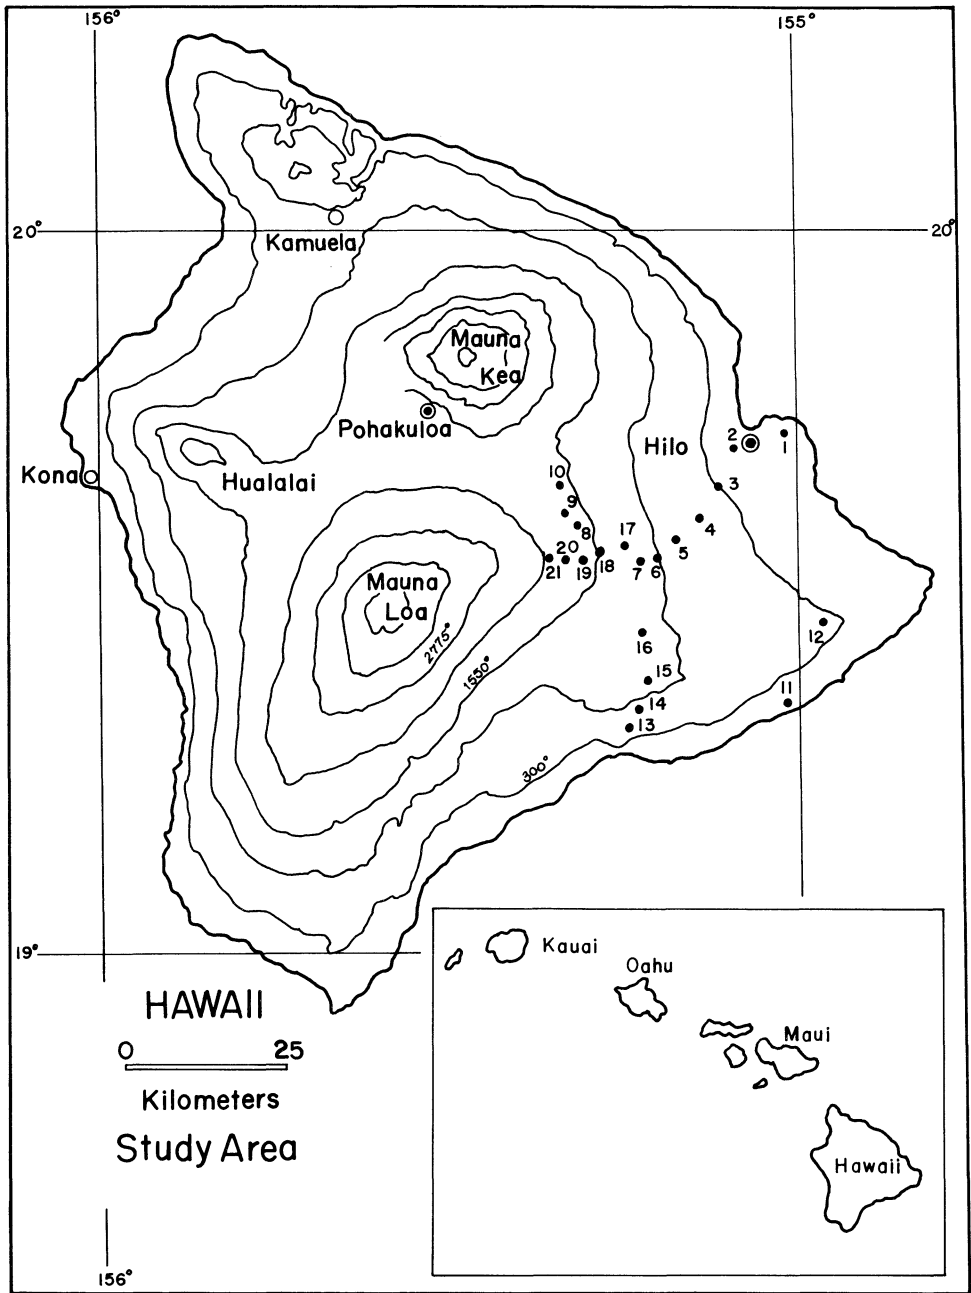 156°
155°
20°
20°
Kamuela
Mauna
Kea
Pohakuloa
Hilo
2
1
Kona
Hualalai
3
10
9
4
8
17
5
20
18
21
19
7
6
Mauna
Loa
2775°
1550°
16
12
15
11
14
13
300°
19°
Kauai
Oahu
Maui
Hawaii
HAWAII
0 25
Kilometers
Study Area
156°